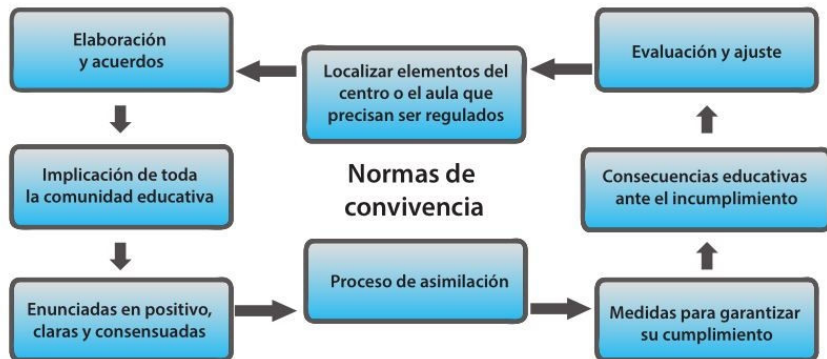 Elaboración
y acuerdos
Localizar elementos del
centro o el aula que
precisan ser regulados
Evaluación y ajuste
Implicación de toda
la comunidad educativa
Normas de
convivencia
Consecuencias educativas
ante el incumplimiento
Enunciadas en positivo,
claras y consensuadas
Proceso de asimilación
Medidas para garantizar
su cumplimiento